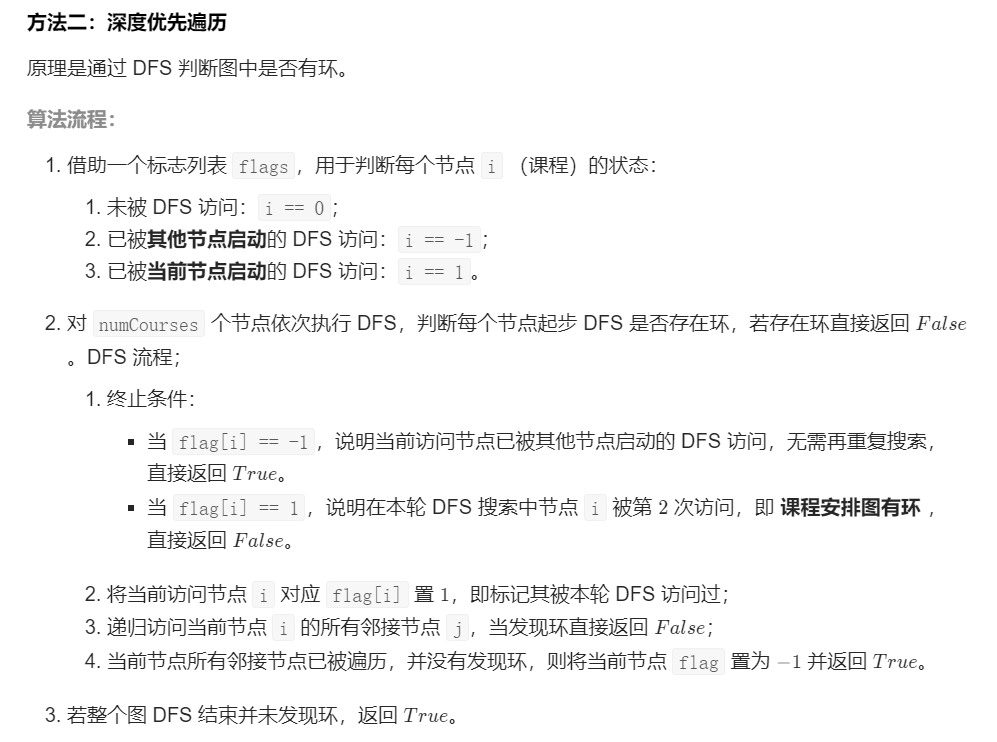 方法二：深度优先遍历
原理是通过 DFS 判断图中是否有环。
算法流程：
1. 借助一个标志列表 flags，用于判断每个节点 i （课程）的状态：
1. 未被 DFS 访问：i == 0；
2. 已被其他节点启动的 DFS 访问：i == -1；
3. 已被当前节点启动的 DFS 访问：i == 1。
2. 对 numCourses 个节点依次执行 DFS，判断每个节点起步 DFS 是否存在环，若存在环直接返回 False
。DFS 流程；
1. 终止条件：
▪ 当 flag[i] == -1，说明当前访问节点已被其他节点启动的 DFS 访问，无需再重复搜索，
直接返回 True。
▪ 当 flag[i] == 1，说明在本轮 DFS 搜索中节点 i 被第 2 次访问，即 课程安排图有环 ，
直接返回 False。
2. 将当前访问节点 i 对应 flag[i] 置 1，即标记其被本轮 DFS 访问过；
3. 递归访问当前节点 i 的所有邻接节点 j，当发现环直接返回 False；
4. 当前节点所有邻接节点已被遍历，并没有发现环，则将当前节点 flag 置为 −1 并返回 True。
3. 若整个图 DFS 结束并未发现环，返回 True。